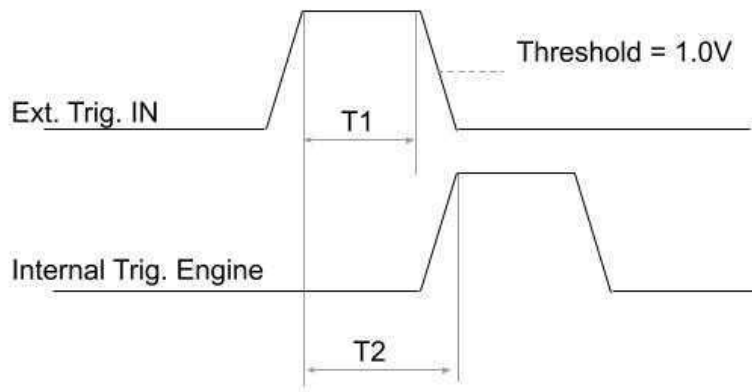 Threshold = 1.0V
Ext. Trig. IN
T1
Internal Trig. Engine
T2